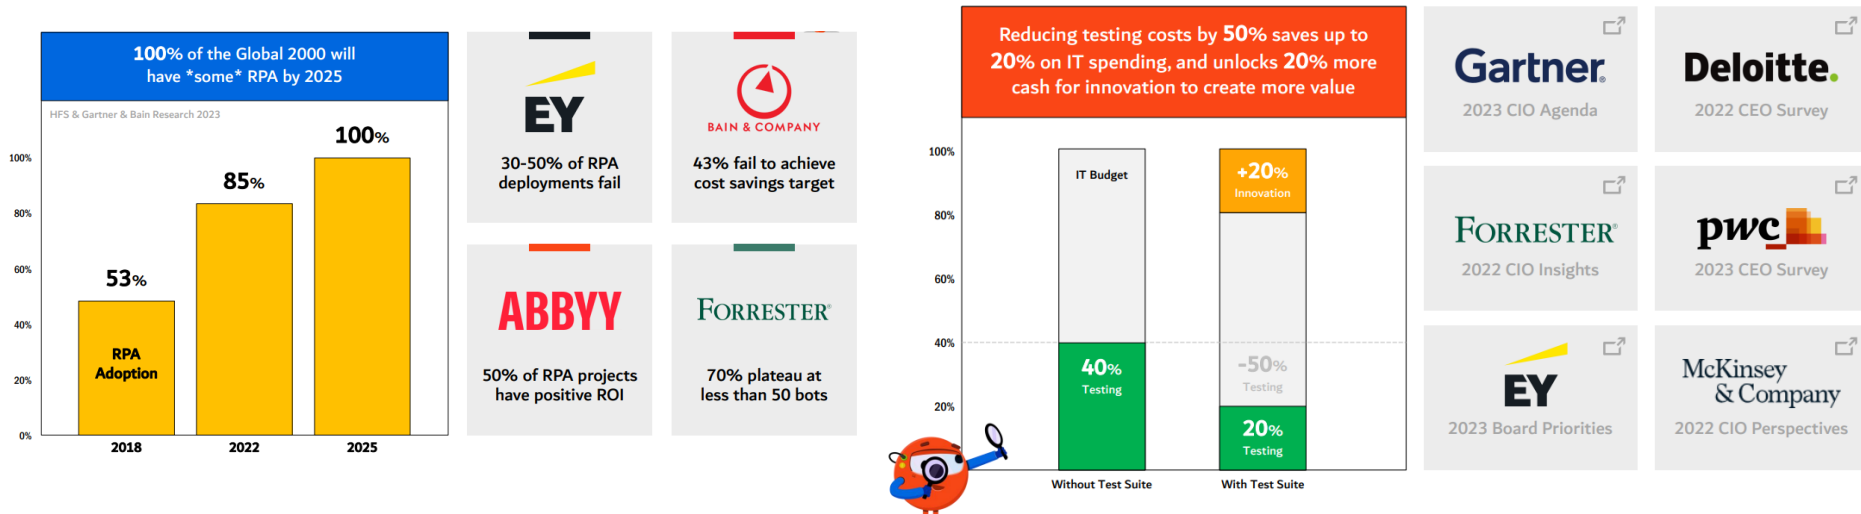 100% of the Global 2000 will
have *some* RPA by 2025
HFS & Gartner & Bain Research 2023
100%
80%
60%
40%
20%
0%
53%
85%
100%
RPA
Adoption
2018
2022
2025
EY
30-50% of RPA
deployments fail
BAIN & COMPANY
43% fail to achieve
cost savings target
ABBYY
50% of RPA projects
have positive ROI
FORRESTER®
70% plateau at
less than 50 bots
Reducing testing costs by 50% saves up to
20% on IT spending, and unlocks 20% more
cash for innovation to create more value
100%
80%
60%
40%
20%
IT Budget
40%
Testing
+20%
Innovation
-50%
Testing
20%
Testing
Without Test Suite
With Test Suite
Gartner®
2023 CIO Agenda
Deloitte.
2022 CEO Survey
FORRESTER®
2022 CIO Insights
pwc
2023 CEO Survey
EY
2023 Board Priorities
McKinsey
& Company
2022 CIO Perspectives